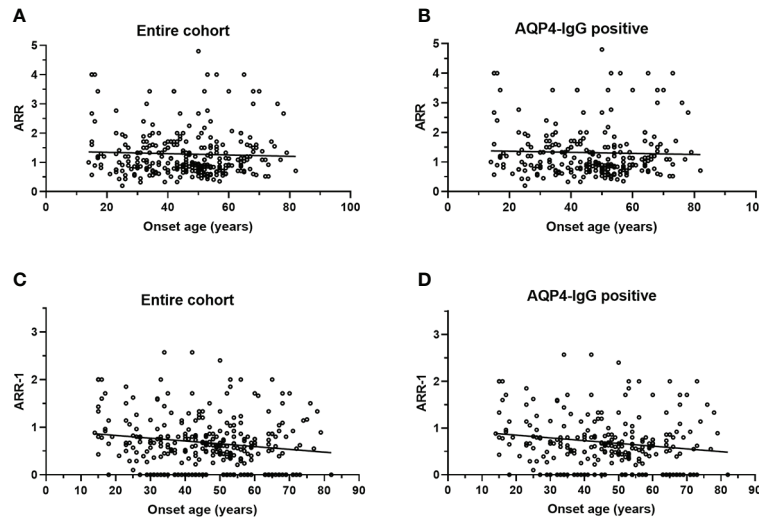 A
Entire cohort
5
4
3
2
1
0
ARR
0 20 40 60 80 100
Onset age (years)
B
AQP4-IgG positive
5
4
3
2
1
0
ARR
0 20 40 60 80
Onset age (years)
C
Entire cohort
3
2
1
0
ARR-1
0 10 20 30 40 50 60 70 80 90
Onset age (years)
D
AQP4-IgG positive
3
2
1
0
ARR-1
0 10 20 30 40 50 60 70 80 90
Onset age (years)